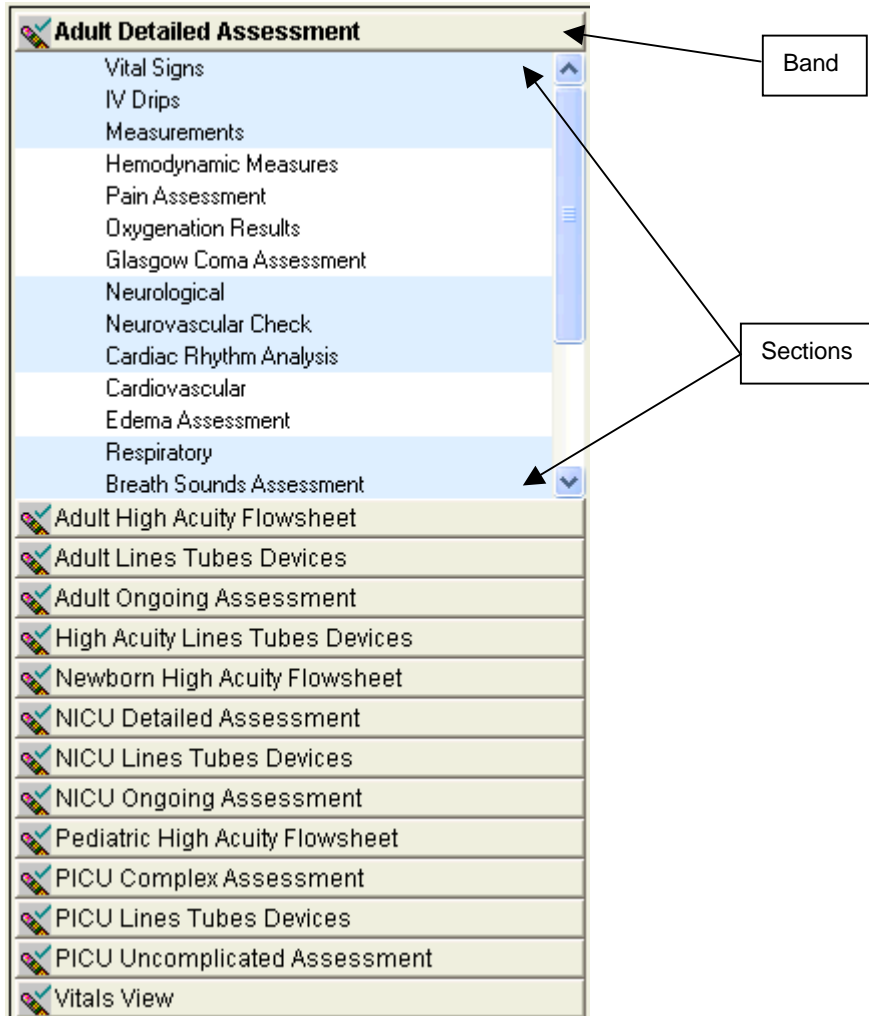 Adult Detailed Assessment
Band
Vital Signs
IV Drips
Measurements
Hemodynamic Measures
Pain Assessment
Oxygenation Results
Glasgow Coma Assessment
Neurological
Neurovascular Check
Cardiac Rhythm Analysis
Sections
Cardiovascular
Edema Assessment
Respiratory
Breath Sounds Assessment
Adult High Acuity Flowsheet
Adult Lines Tubes Devices
Adult Ongoing Assessment
High Acuity Lines Tubes Devices
Newborn High Acuity Flowsheet
NICU Detailed Assessment
NICU Lines Tubes Devices
NICU Ongoing Assessment
Pediatric High Acuity Flowsheet
PICU Complex Assessment
PICU Lines Tubes Devices
PICU Uncomplicated Assessment
Vitals View